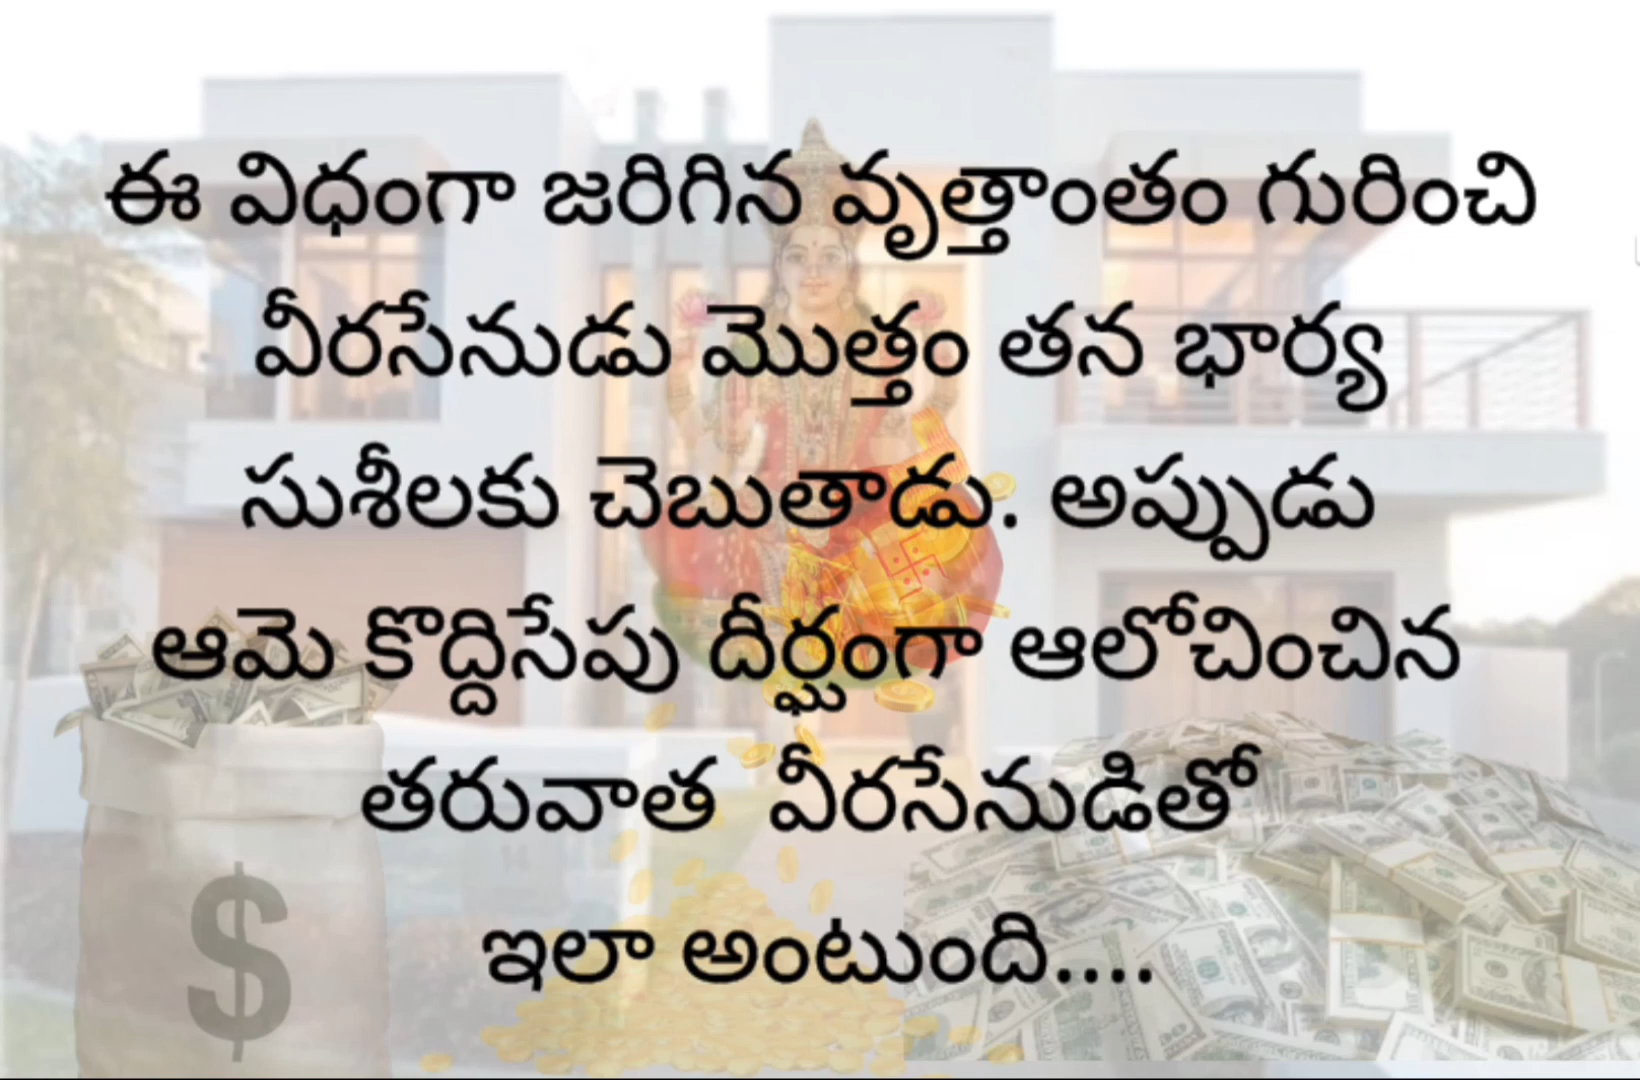 ఈ విధంగా జరిగిన వృత్తాంతం గురించి
వీరసేనుడు మొత్తం తన భార్య
సుశీలకు చెబుతాడు. అప్పుడు
ఆమె కొద్దిసేపు దీర్ఘంగా ఆలోచించిన
తరువాత వీరసేనుడితో
ఇలా అంటుంది....
$